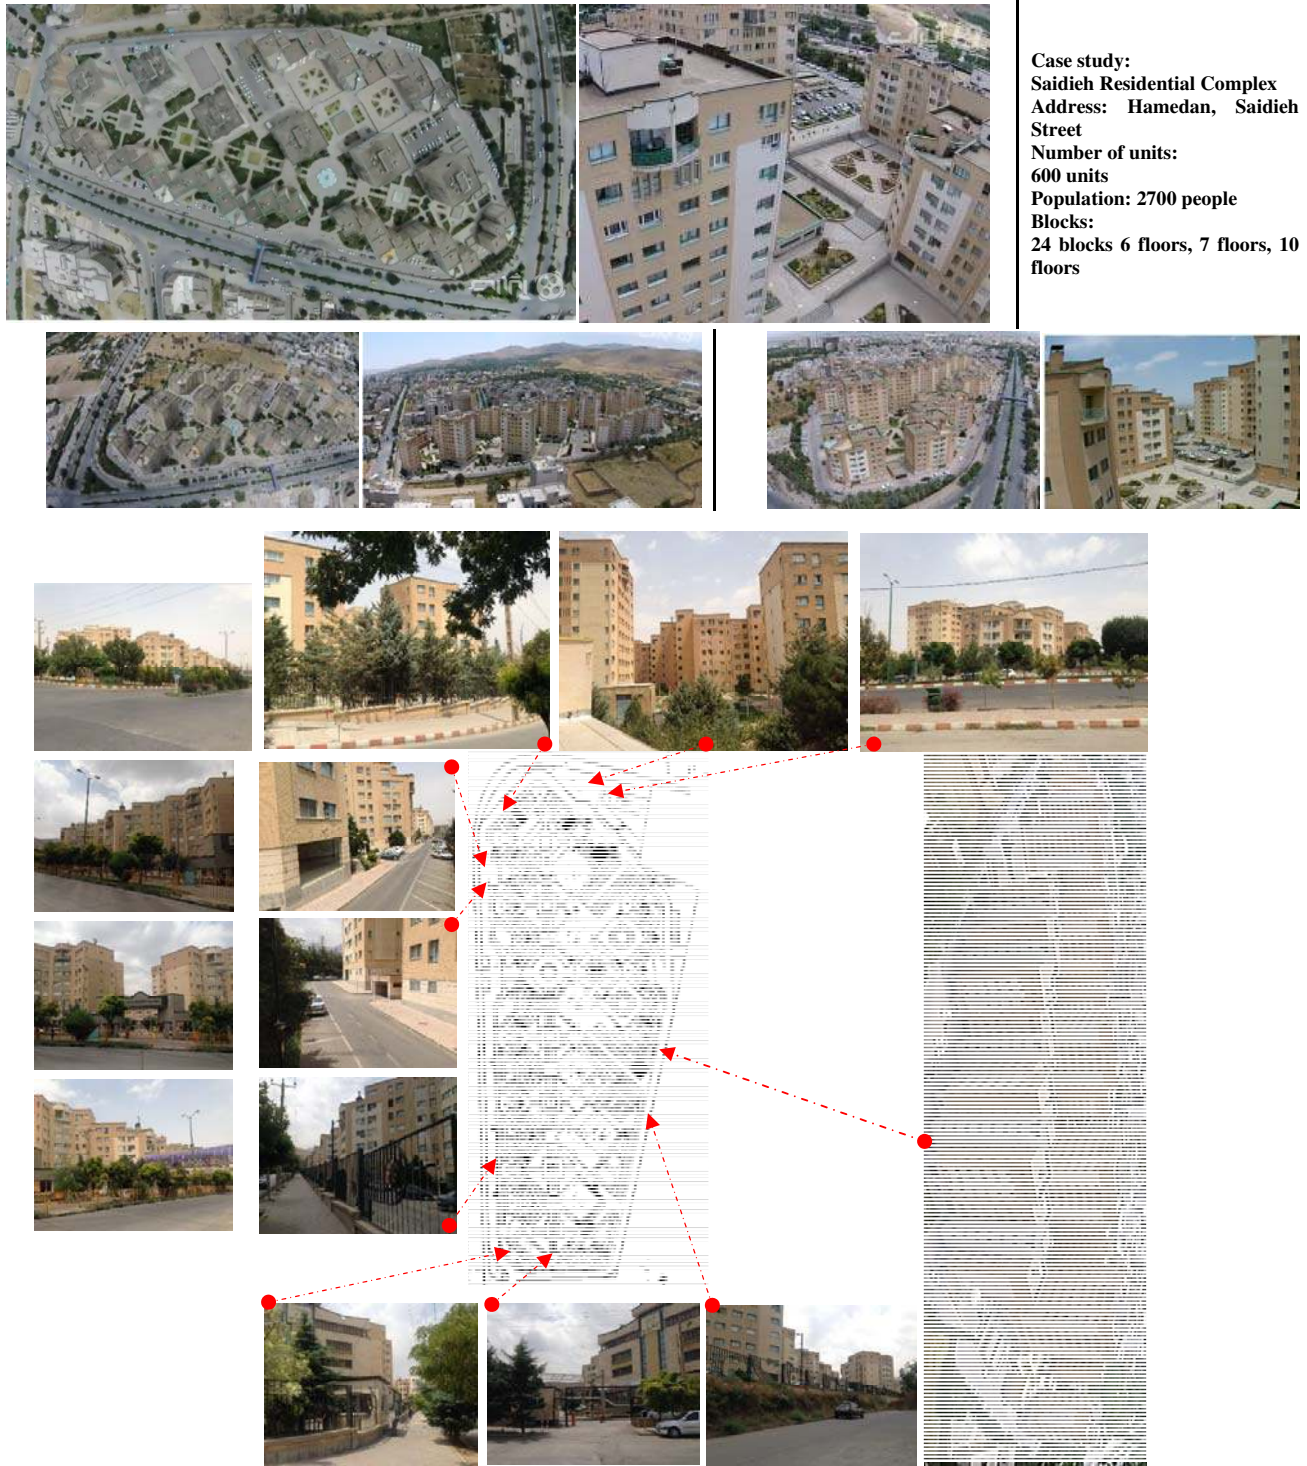 Case study:
Saidieh Residential Complex
Address: Hamedan, Saidieh
Street
Number of units:
600 units
Population: 2700 people
Blocks:
24 blocks 6 floors, 7 floors, 10
floors